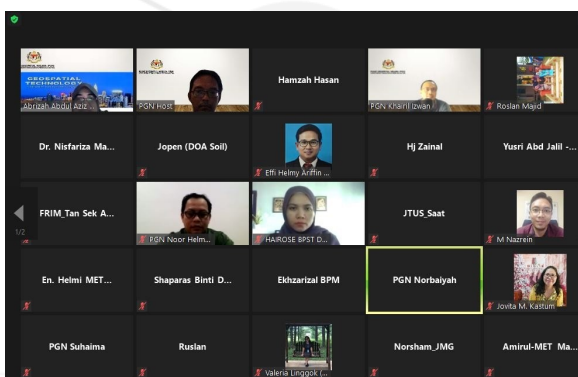 GEOSPATIAL
TECHNOLOGY
Abrizah Abdul Aziz
PGN Host
Hamzah Hasan
PGN Khairil Izwan
Roslan Majid
Dr. Nisfariza Ma...
Jopen (DOA Soil)
Effi Helmy Ariffin ...
Hj Zainal
Yusri Abd Jalil -...
1/2
FRIM_Tan Sek A...
PGN Noor Helm...
HAIROSE BPST D...
JTUS_Saat
M Nazrein
En. Helmi MET...
Shaparas Binti D...
Ekhzarizal BPM
PGN Norbaiyah
Jovita M. Kastum
PGN Suhaima
Ruslan
Valeria Linggok (...
Norsham_JMG
Amirul-MET Ma...